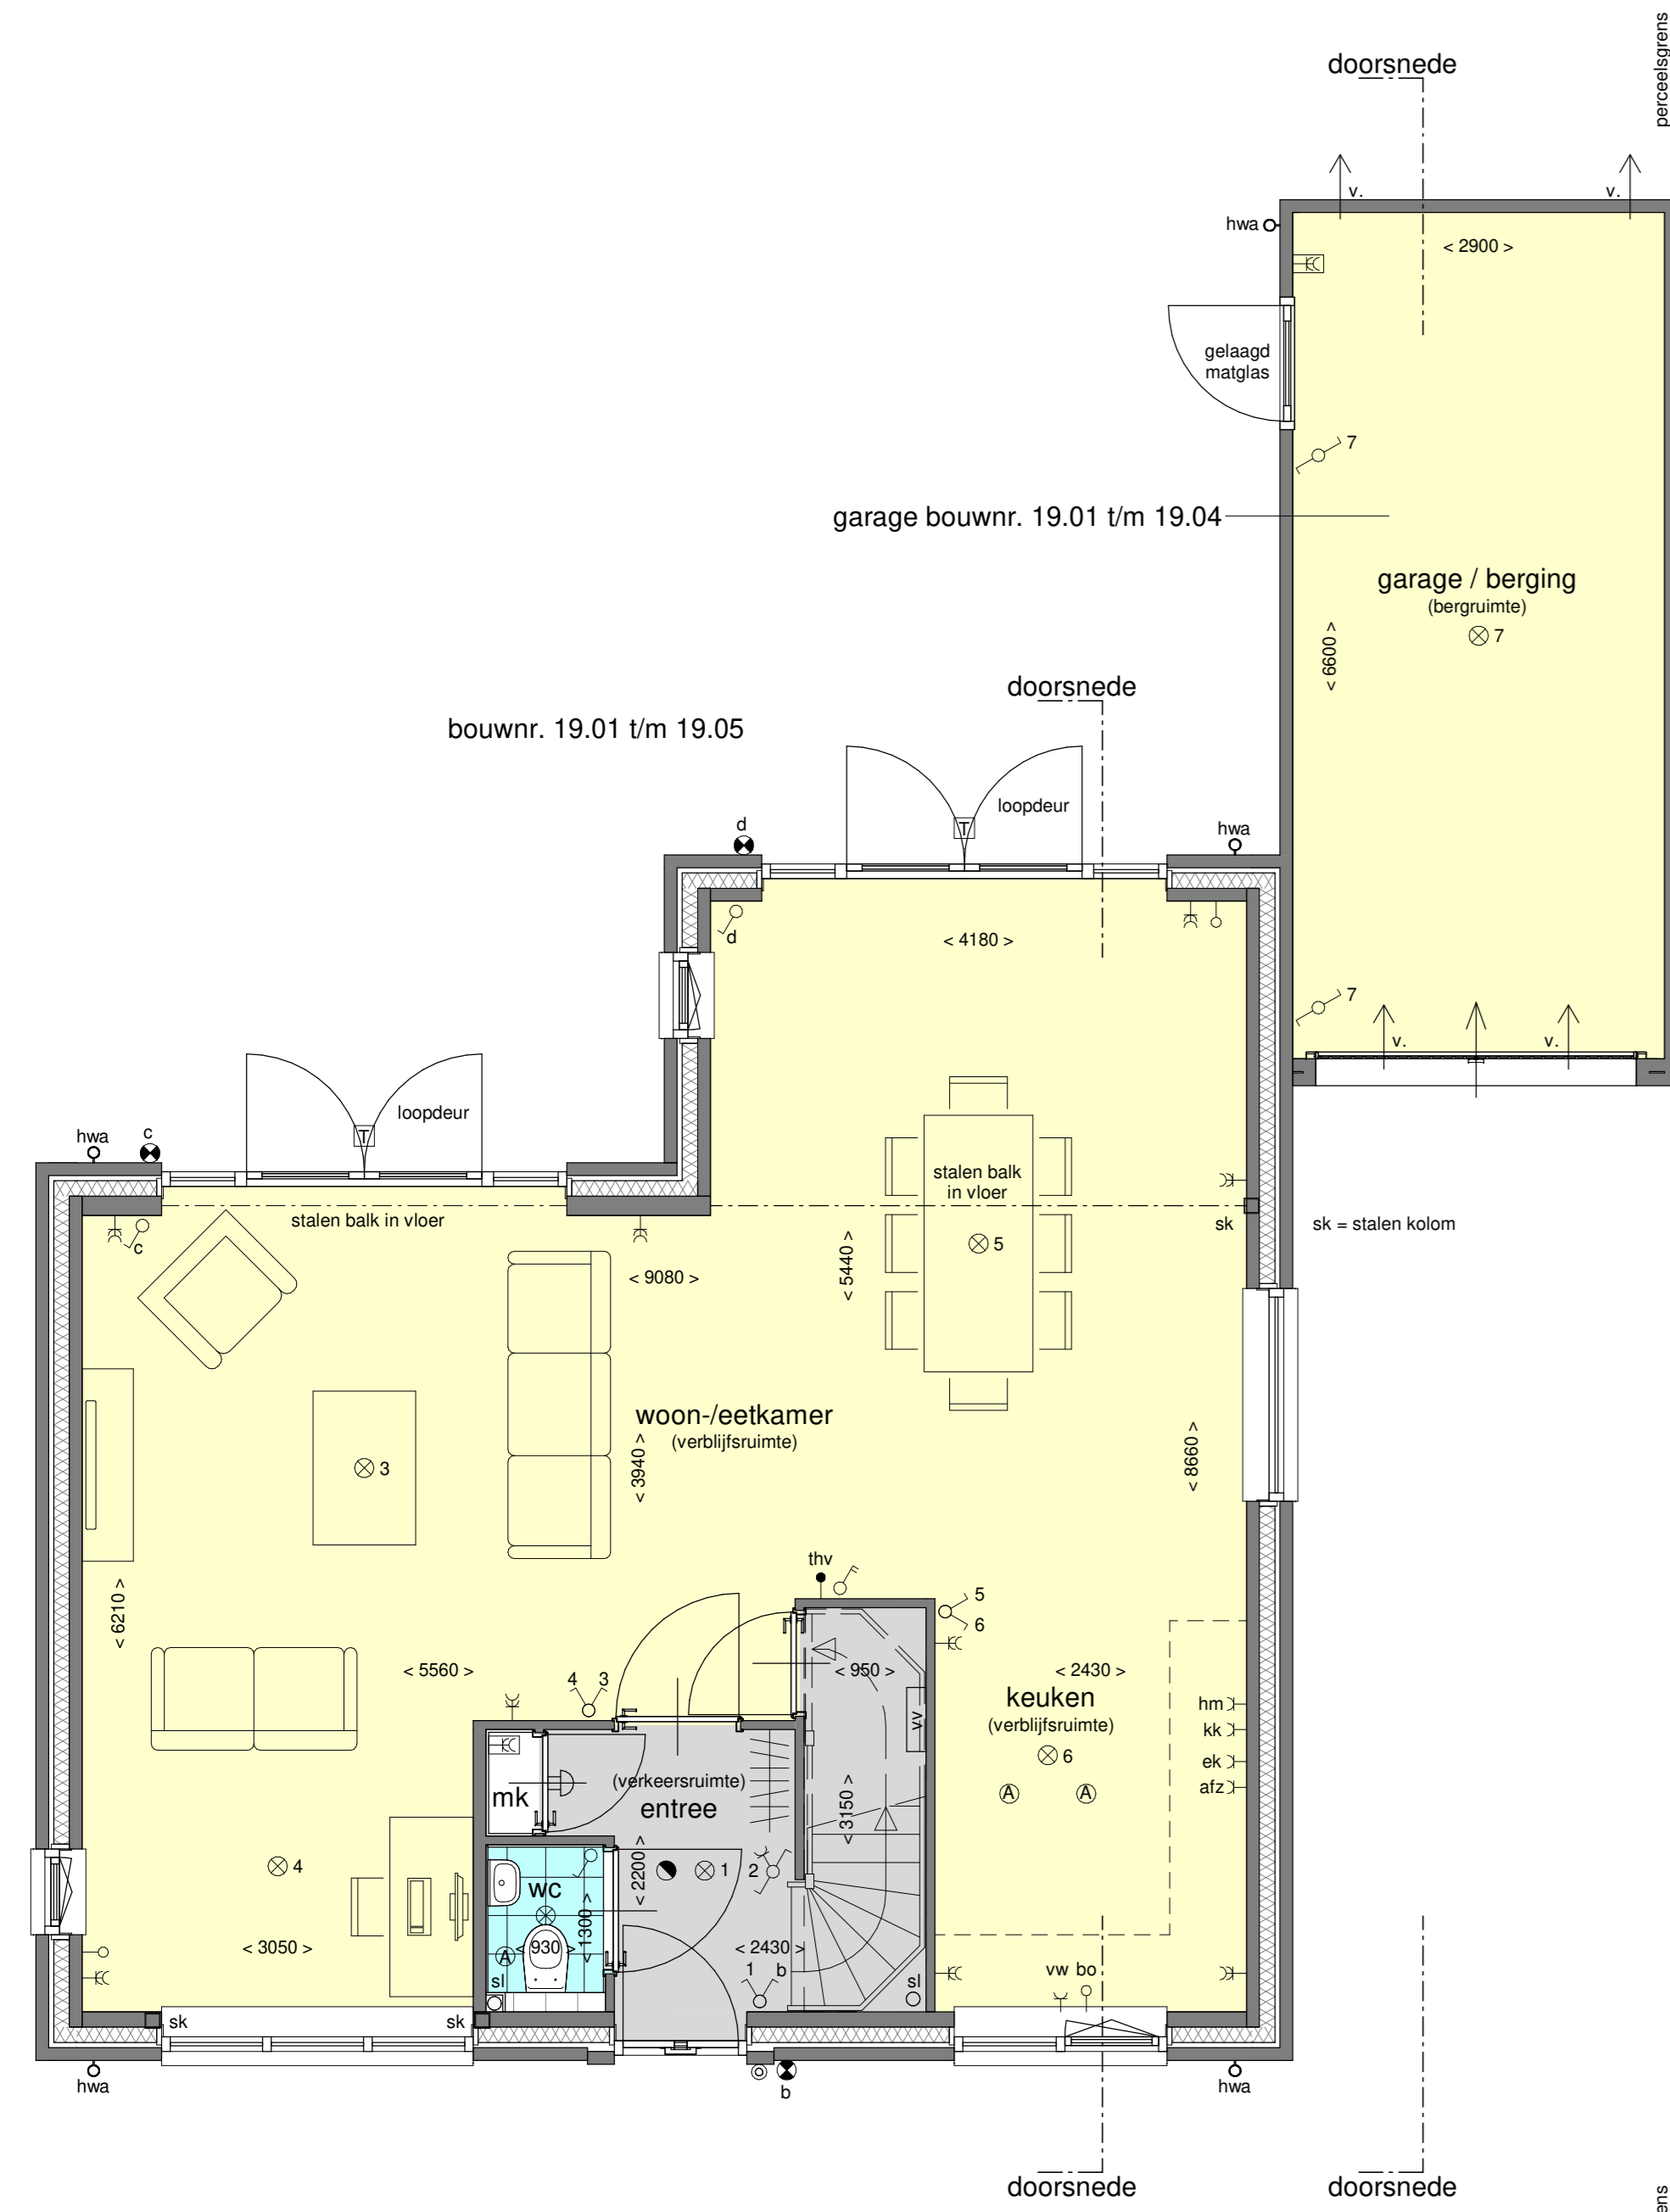 perceelsgrens
doorsnede
v.
v.
hwa
< 2900 >
gelaagd
matglas
7
garage bouwnr. 19.01 t/m 19.04
garage / berging
(bergruimte)
7
< 6600 >
doorsnede
bouwnr. 19.01 t/m 19.05
loopdeur
T
d
hwa
d
< 4180 >
7
v.
v.
loopdeur
T
hwa
c
stalen balk
in vloer
stalen balk in vloer
c
sk
sk = stalen kolom
5
< 9080 >
< 5440 >
woon-/eetkamer
(verblijfsruimte)
< 3940 >
< 8660 >
3
thv
5
6
< 6210 >
< 5560 >
4 3
< 950 >
< 2430 >
keuken
(verblijfsruimte)
6
vv
hm
kk
ek
afz
A
A
mk
(verkeersruimte)
entree
< 3150 >
< 2200 >
1
2
4
wc
< 1300 >
< 930 >
A
sl
< 3050 >
< 2430 >
1 b
sl
vw bo
sk
sk
hwa
b
hwa
doorsnede
doorsnede